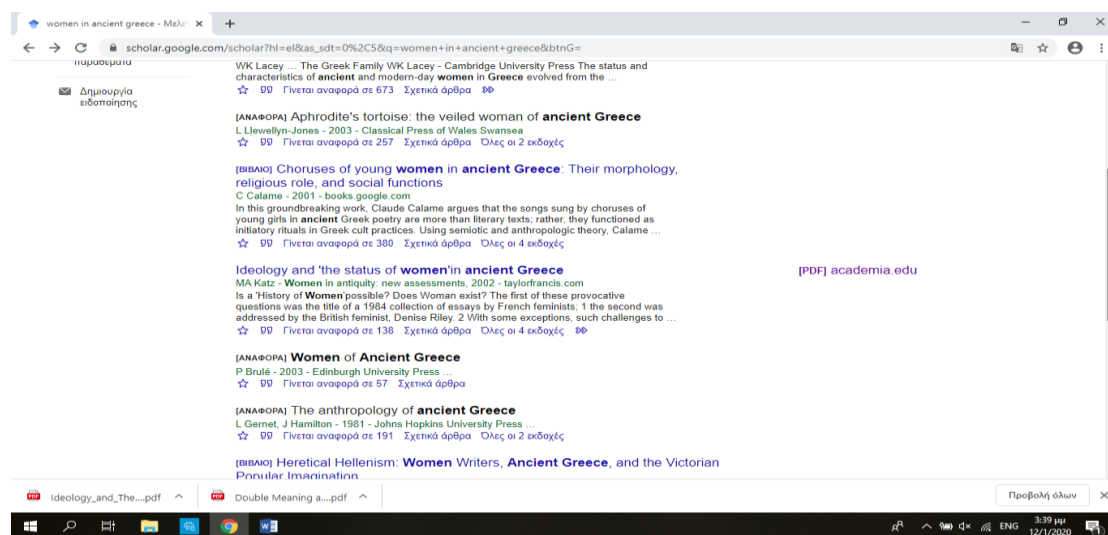 women in ancient greece - Μελε
scholar.google.com/scholar?hl=el&as_sdt=0%2C5&q=women+in+ancient+greece&btnG=
παραθέματα
Δημιουργία
ειδοποίησης
WK Lacey … The Greek Family WK Lacey - Cambridge University Press The status and
characteristics of ancient and modern-day women in Greece evolved from the …
Γίνεται αναφορά σε 673 Σχετικά άρθρα
[ΑΝΑΦΟΡΑ] Aphrodite's tortoise: the veiled woman of ancient Greece
L Llewellyn-Jones - 2003 - Classical Press of Wales Swansea
Γίνεται αναφορά σε 257 Σχετικά άρθρα Όλες οι 2 εκδοχές
[ΒΙΒΛΙΟ] Choruses of young women in ancient Greece: Their morphology,
religious role, and social functions
C Calame - 2001 - books.google.com
In this groundbreaking work, Claude Calame argues that the songs sung by choruses of
young girls in ancient Greek poetry are more than literary texts; rather, they functioned as
initiatory rituals in Greek cult practices. Using semiotic and anthropologic theory, Calame …
Γίνεται αναφορά σε 380 Σχετικά άρθρα Όλες οι 4 εκδοχές
Ideology and 'the status of women'in ancient Greece
[PDF] academia.edu
MA Katz - Women in antiquity: new assessments, 2002 - taylorfrancis.com
Is a 'History of Women'possible? Does Woman exist? The first of these provocative
questions was the title of a 1984 collection of essays by French feminists; 1 the second was
addressed by the British feminist, Denise Riley. 2 With some exceptions, such challenges to …
Γίνεται αναφορά σε 138 Σχετικά άρθρα Όλες οι 4 εκδοχές
[ΑΝΑΦΟΡΑ] Women of Ancient Greece
P Brulé - 2003 - Edinburgh University Press …
Γίνεται αναφορά σε 57 Σχετικά άρθρα
[ΑΝΑΦΟΡΑ] The anthropology of ancient Greece
L Gernet, J Hamilton - 1981 - Johns Hopkins University Press …
Γίνεται αναφορά σε 191 Σχετικά άρθρα Όλες οι 2 εκδοχές
[ΒΙΒΛΙΟ] Heretical Hellenism: Women Writers, Ancient Greece, and the Victorian
Popular Imagination
Ideology_and_The....pdf
Double Meaning a....pdf
Προβολή όλων
ENG
3:39 μμ
12/1/2020